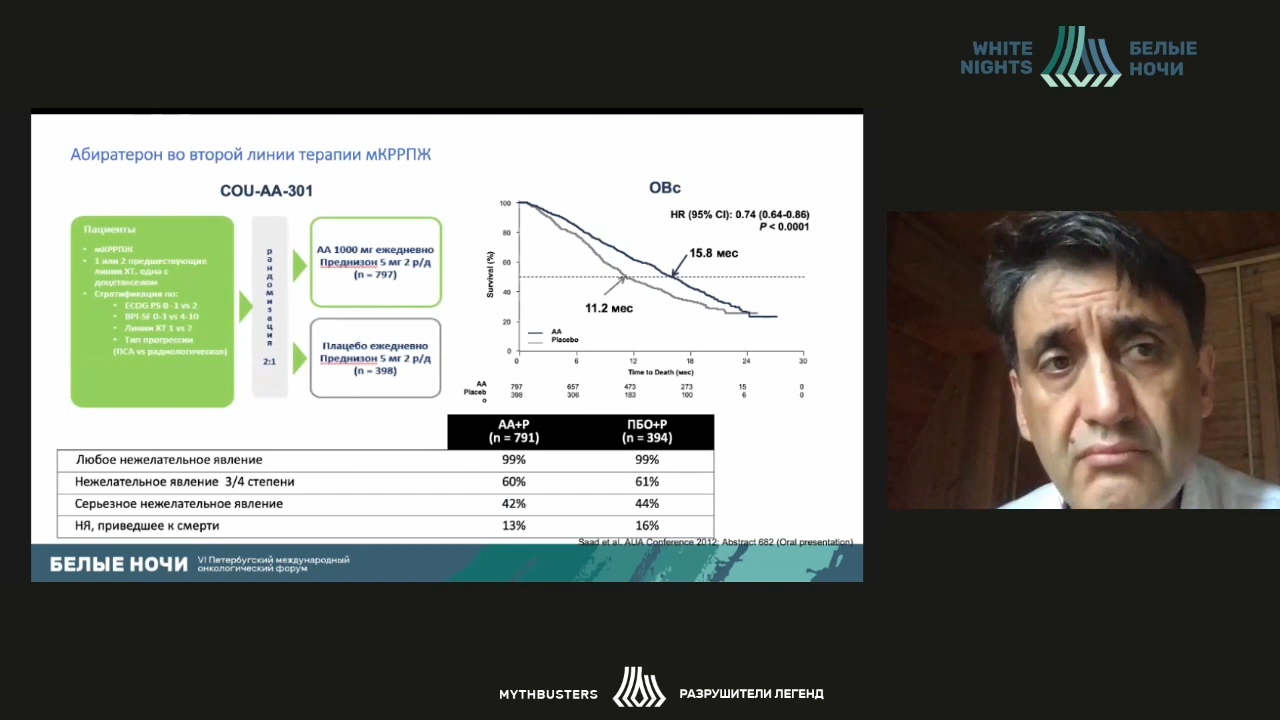 WHITE
NIGHTS
БЕЛЫЕ
НОЧИ
Абиратерон во второй линии терапии мКРРПЖ
COU-AA-301
Пациенты
• мКРРПЖ
• 1 или 2 предшествующих
линии ХТ, одна с
доцетакселом
• Стратификация по:
• ECOG PS 0 -1 vs 2
• BPI-SF 0-3 vs 4-10
• Линии ХТ 1 vs 2
• Тип прогрессии
(ПСА vs радиологическая)
рандомизация
2:1
АА 1000 мг ежедневно
Преднизон 5 мг 2 р/д
(n = 797)
Плацебо ежедневно
Преднизон 5 мг 2 р/д
(n = 398)
ОВс
HR (95% CI): 0.74 (0.64-0.86)
P < 0.0001
15.8 мес
11.2 мес
Survival (%)
100
80
60
40
20
0
AA
Placebo
0 6 12 18 24 30
Time to Death (мес)
AA 797 657 473 273 15 0
Placeb 398 306 183 100 6 0
o
АА+Р ПБО+Р
(n = 791) (n = 394)
Любое нежелательное явление 99% 99%
Нежелательное явление 3/4 степени 60% 61%
Серьезное нежелательное явление 42% 44%
НЯ, приведшее к смерти 13% 16%
Saad et al. AUA Conference 2012; Abstract 682 (Oral presentation)
БЕЛЫЕ НОЧИ
VI Петербургский международный
онкологический форум
MYTHBUSTERS
РАЗРУШИТЕЛИ ЛЕГЕНД